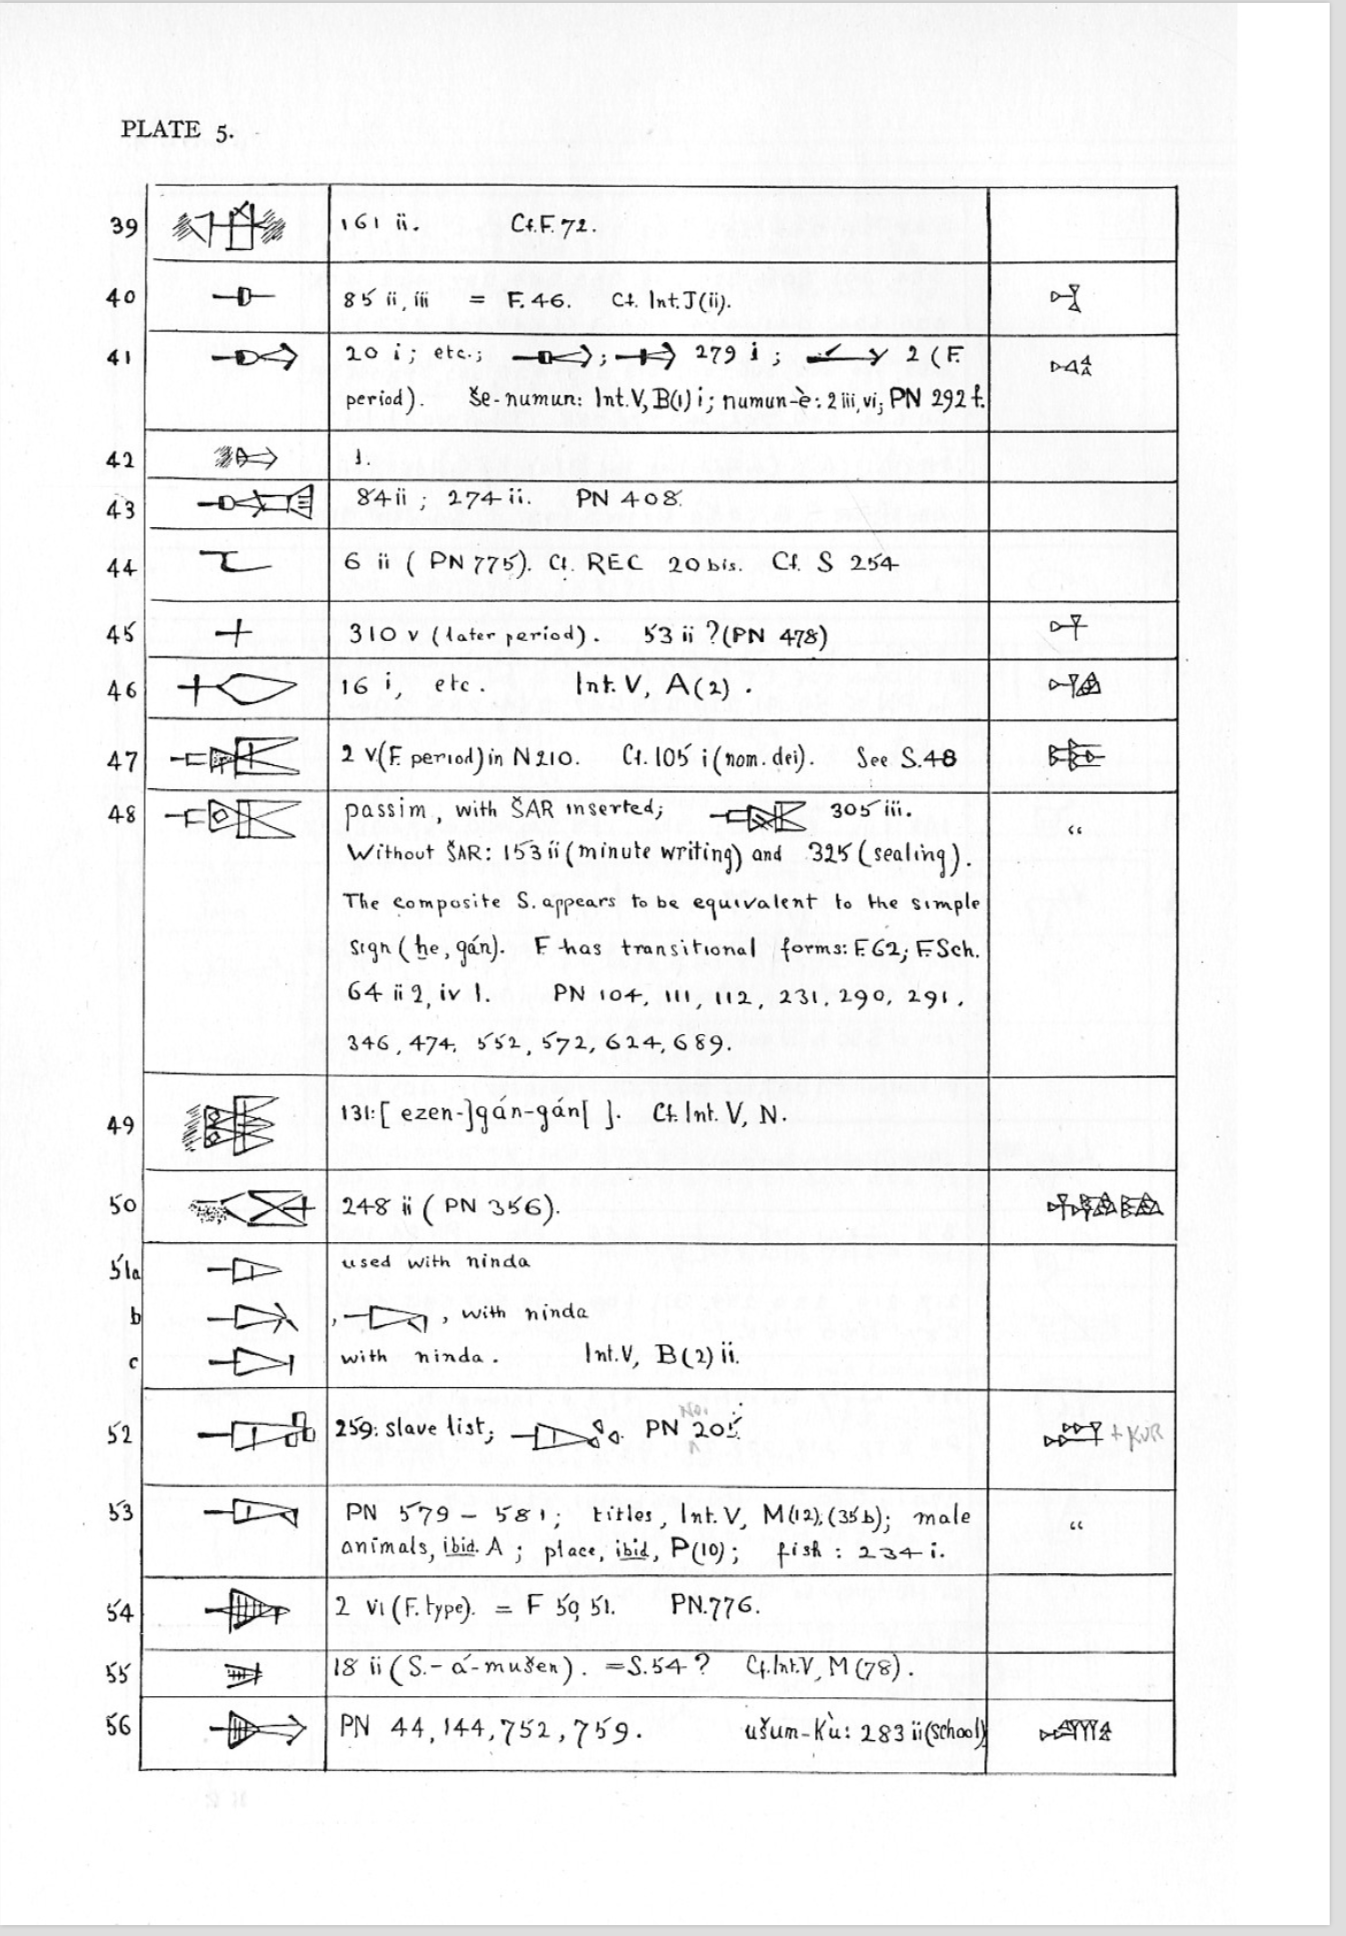 PLATE 5.
39 161 ii. Cf. F. 72.
40 85 ii, iii = F. 46. Cf. Int. J(ii).
41 20 i; etc.; ; 279 i; 2 (F.
period). Še-numun: Int. V, B(1) i; numun-è: 2 iii, vi; PN 292 f.
42 1.
43 84 ii; 274 ii. PN 408.
44 6 ii (PN 775). Cf. REC 20 bis. Cf. S 254
45 310 v (later period). 53 ii ? (PN 478)
46 16 i, etc. Int. V, A(2).
47 2 v (F. period) in N 210. Cf. 105 i (nom. dei). See S. 48
48 passim, with ŠAR inserted; 305 iii. "
Without ŠAR: 153 ii (minute writing) and 325 (sealing).
The composite S. appears to be equivalent to the simple
sign (ḫe, gán). F has transitional forms: F. 62; F. Sch.
64 ii 2, iv 1. PN 104, 111, 112, 231, 290, 291,
346, 474, 552, 572, 624, 689.
49 131: [ezen-]gán-gán[ ]. Cf. Int. V, N.
50 248 ii (PN 356).
51a used with ninda
b , , with ninda
c with ninda. Int. V, B(2) ii.
52 259: slave list; PN 205. + KUR
53 PN 579 – 581; titles, Int. V, M(12), (35b); male "
animals, ibid. A; place, ibid, P(10); fish: 234 i.
54 2 vi (F. type). = F 50, 51. PN. 776.
55 18 ii (S.-á-mušen). = S. 54? Cf. Int. V, M(78).
56 PN 44, 144, 752, 759. ušum-kù: 283 ii (school)